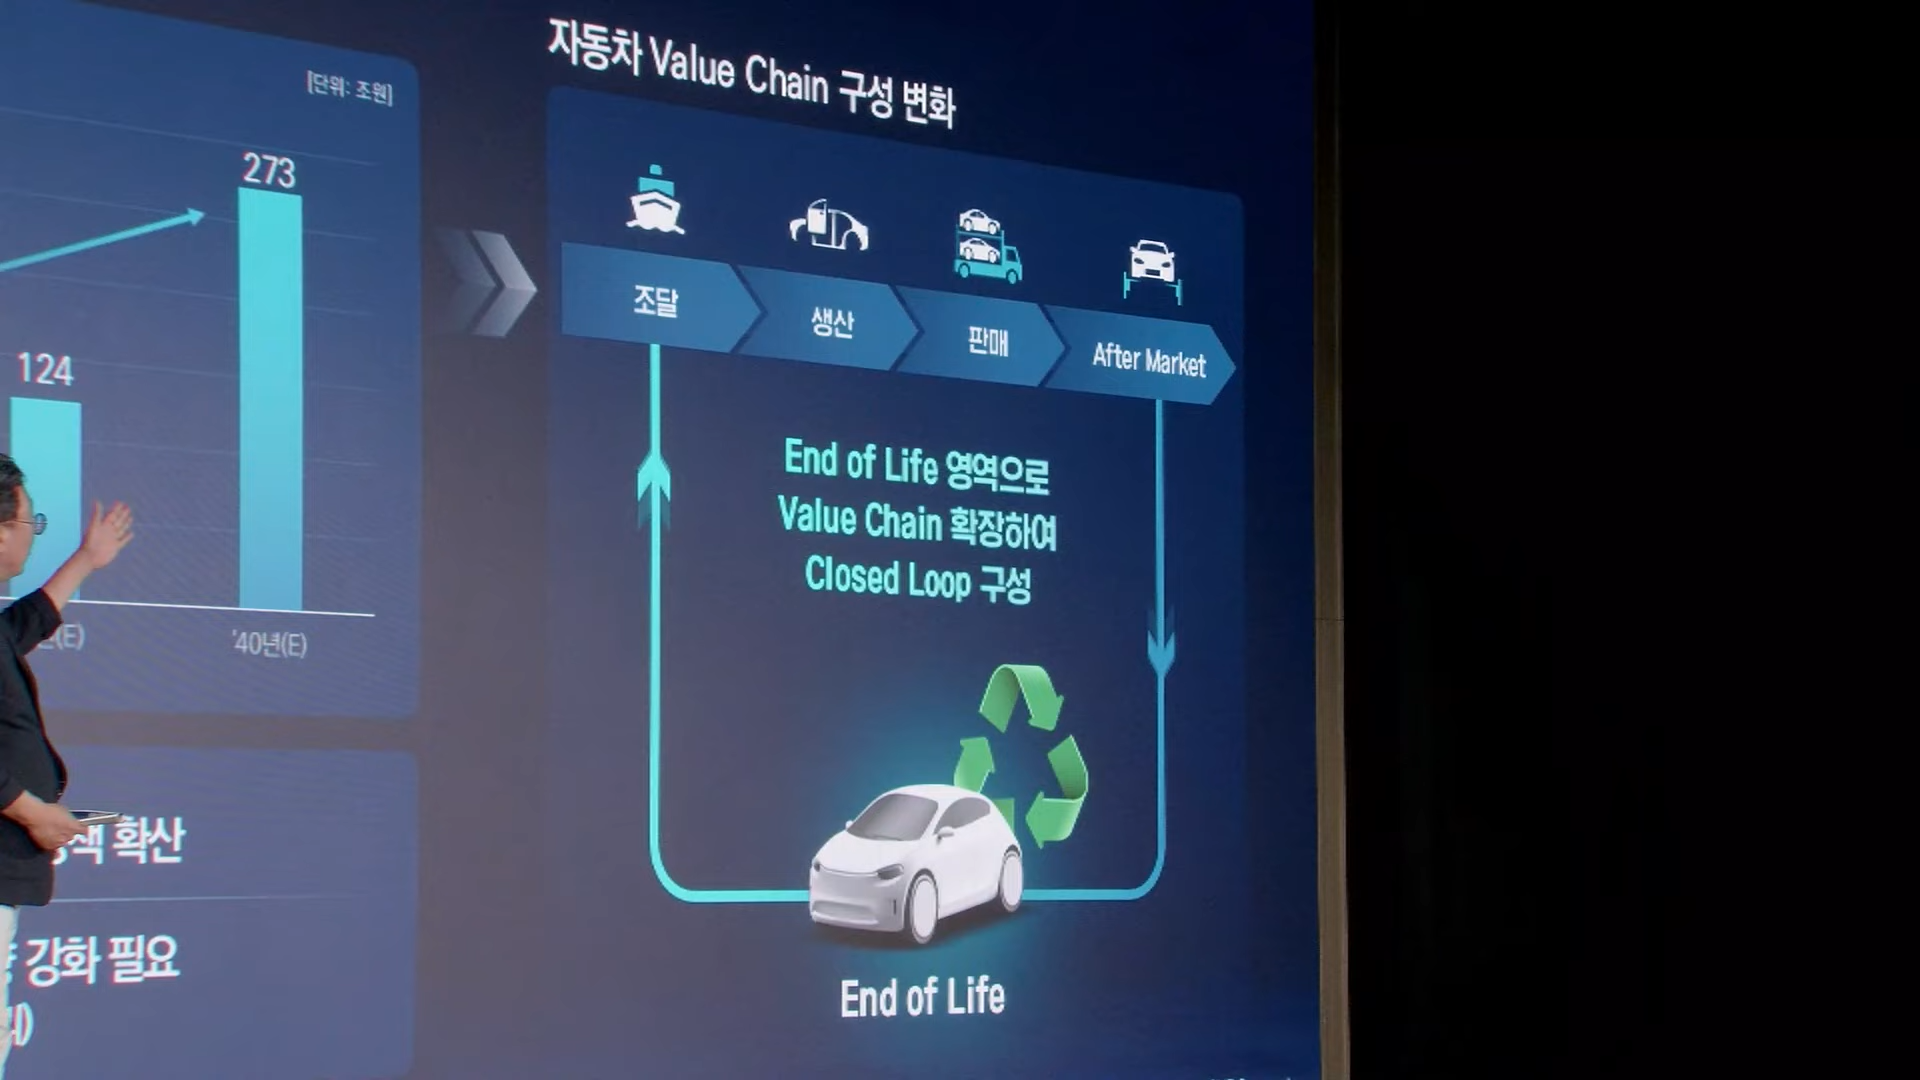 [단위: 조원]
273
124
'40년(E)
확산
강화 필요
자동차 Value Chain 구성 변화
조달
생산
판매
After Market
End of Life 영역으로
Value Chain 확장하여
Closed Loop 구성
End of Life